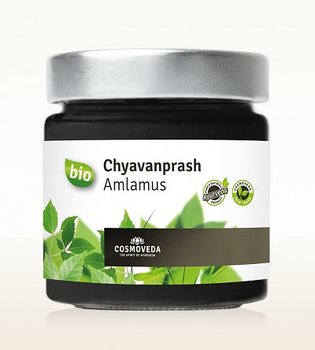 bio
Chyavanprash
Amlamus
COSMOVEDA
THE SPIRIT OF AYURVEDA